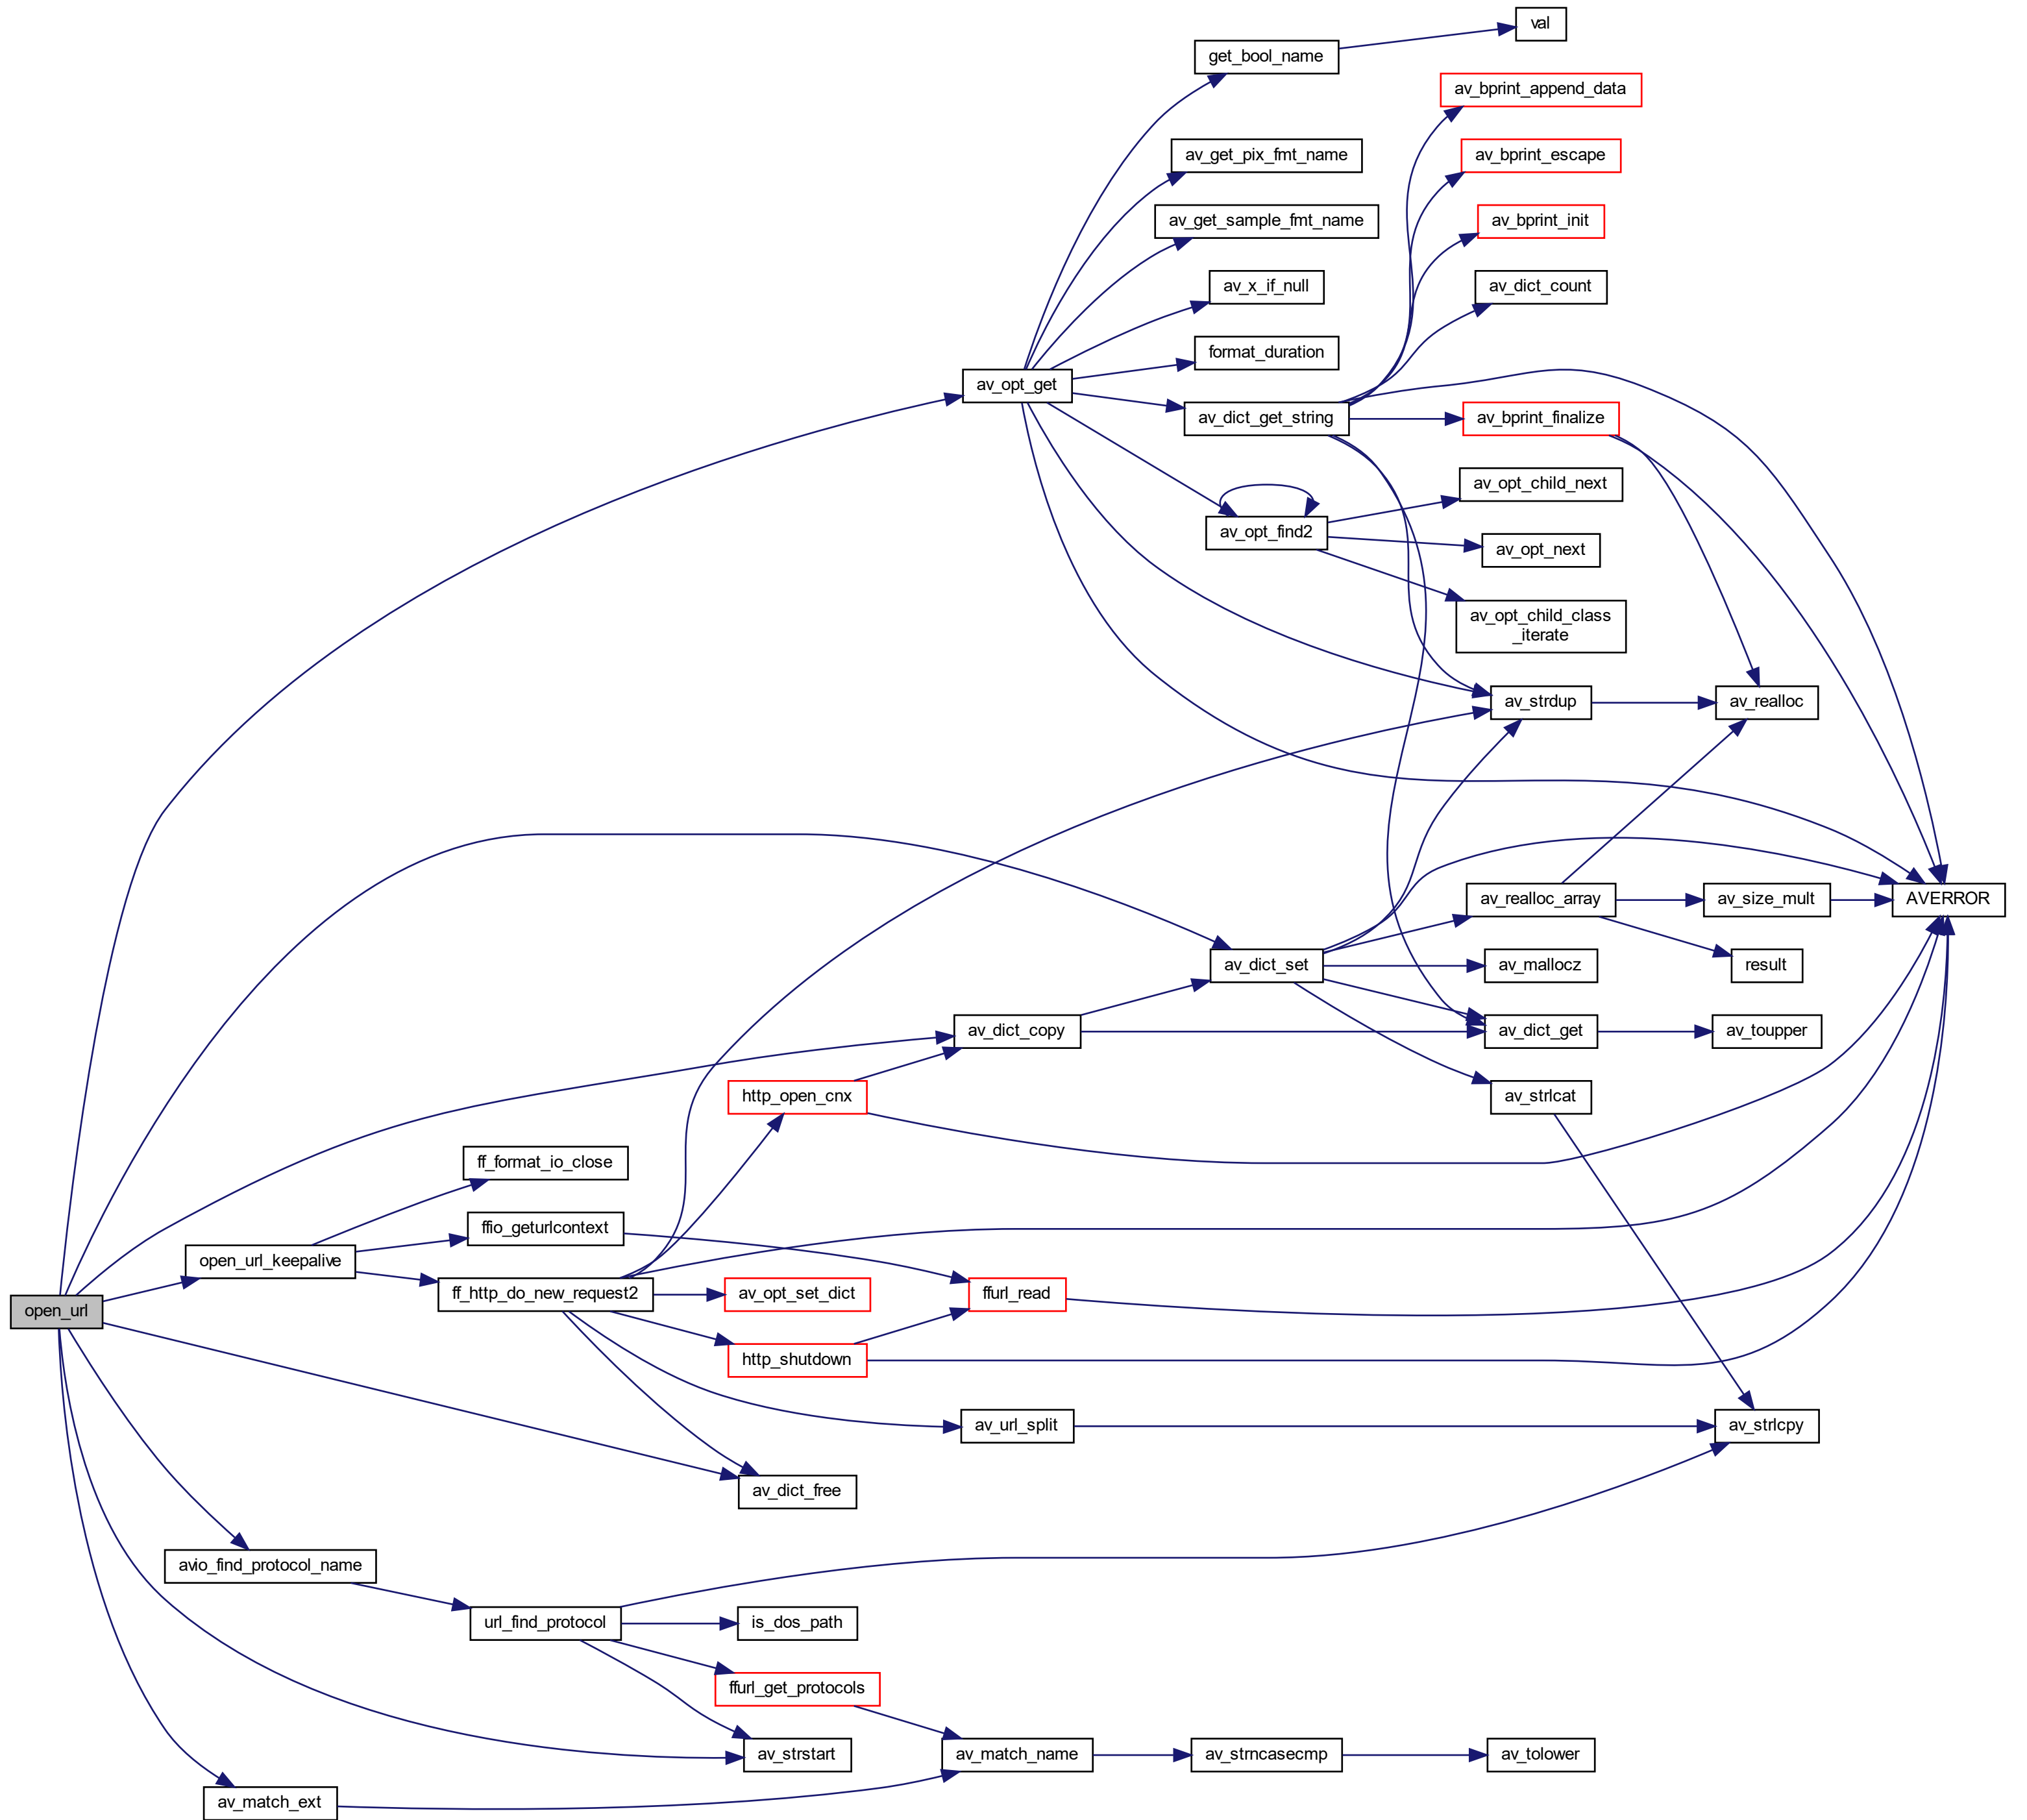 val
get_bool_name
av_bprint_append_data
av_get_pix_fmt_name
av_bprint_escape
av_get_sample_fmt_name
av_bprint_init
av_x_if_null
av_dict_count
format_duration
av_opt_get
av_dict_get_string
av_bprint_finalize
av_opt_child_next
av_opt_find2
av_opt_next
av_opt_child_class
_iterate
av_strdup
av_realloc
av_realloc_array
av_size_mult
AVERROR
av_dict_set
av_mallocz
result
av_dict_copy
av_dict_get
av_toupper
http_open_cnx
av_strlcat
ff_format_io_close
ffio_geturlcontext
open_url_keepalive
ff_http_do_new_request2
av_opt_set_dict
ffurl_read
open_url
http_shutdown
av_url_split
av_strlcpy
av_dict_free
avio_find_protocol_name
url_find_protocol
is_dos_path
ffurl_get_protocols
av_strstart
av_match_name
av_strncasecmp
av_tolower
av_match_ext